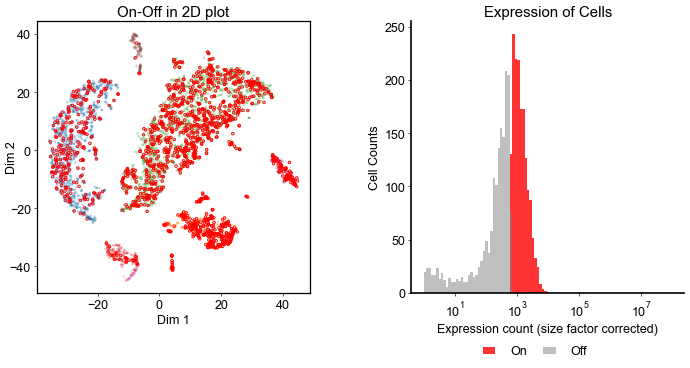 On-Off in 2D plot
Dim 2
40
20
0
−20
−40
−20
0
20
40
Dim 1
Expression of Cells
Cell Counts
250
200
150
100
50
0
10^1
10^3
10^5
10^7
Expression count (size factor corrected)
On
Off